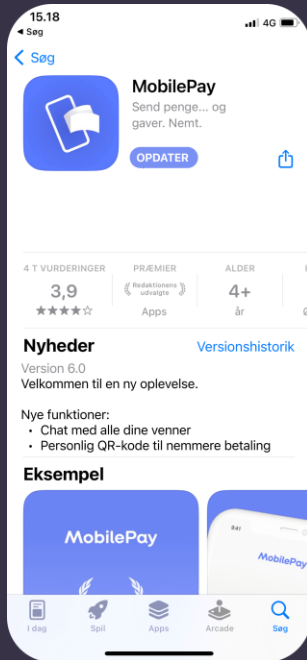 15.18
4G
◀ Søg
Søg
MobilePay
Send penge... og
gaver. Nemt.
OPDATER
4 T VURDERINGER
3,9
★★★★☆
PRÆMIER
Redaktionens
udvalgte
Apps
ALDER
4+
år
Nyheder
Versionshistorik
Version 6.0
Velkommen til en ny oplevelse.
Nye funktioner:
• Chat med alle dine venner
• Personlig QR-kode til nemmere betaling
Eksempel
MobilePay
9:41
MobilePay
I dag
Spil
Apps
Arcade
Søg